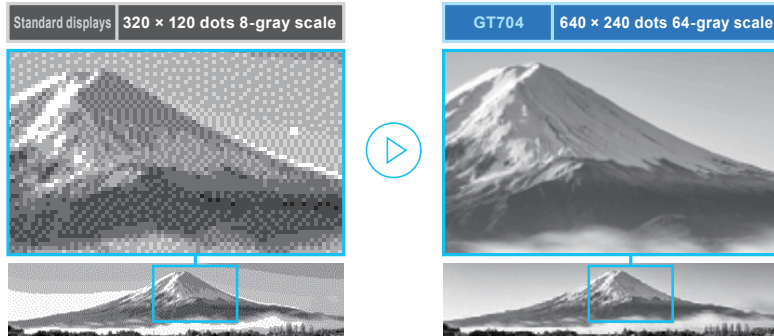 Standard displays 320 × 120 dots 8-gray scale
GT704 640 × 240 dots 64-gray scale